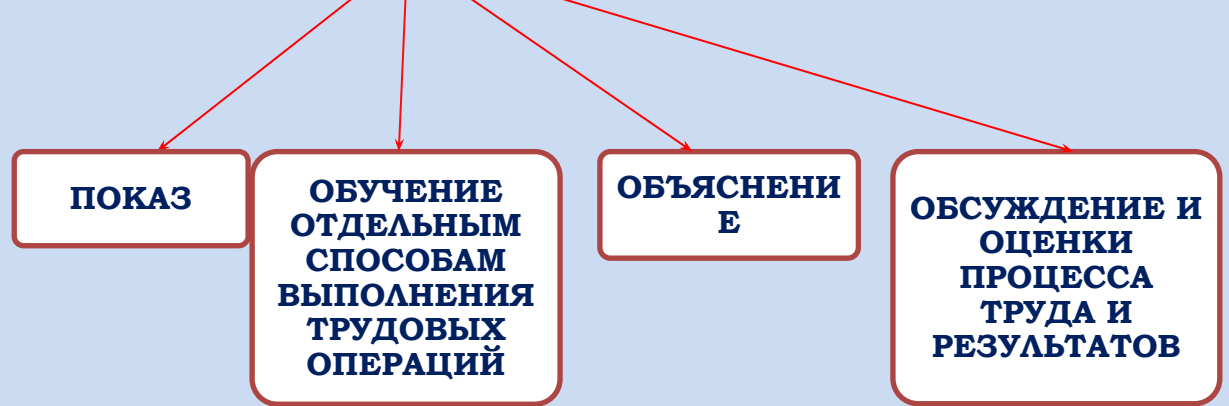 ПОКАЗ
ОБУЧЕНИЕ
ОТДЕЛЬНЫМ
СПОСОБАМ
ВЫПОЛНЕНИЯ
ТРУДОВЫХ
ОПЕРАЦИЙ
ОБЪЯСНЕНИ
Е
ОБСУЖДЕНИЕ И
ОЦЕНКИ
ПРОЦЕССА
ТРУДА И
РЕЗУЛЬТАТОВ